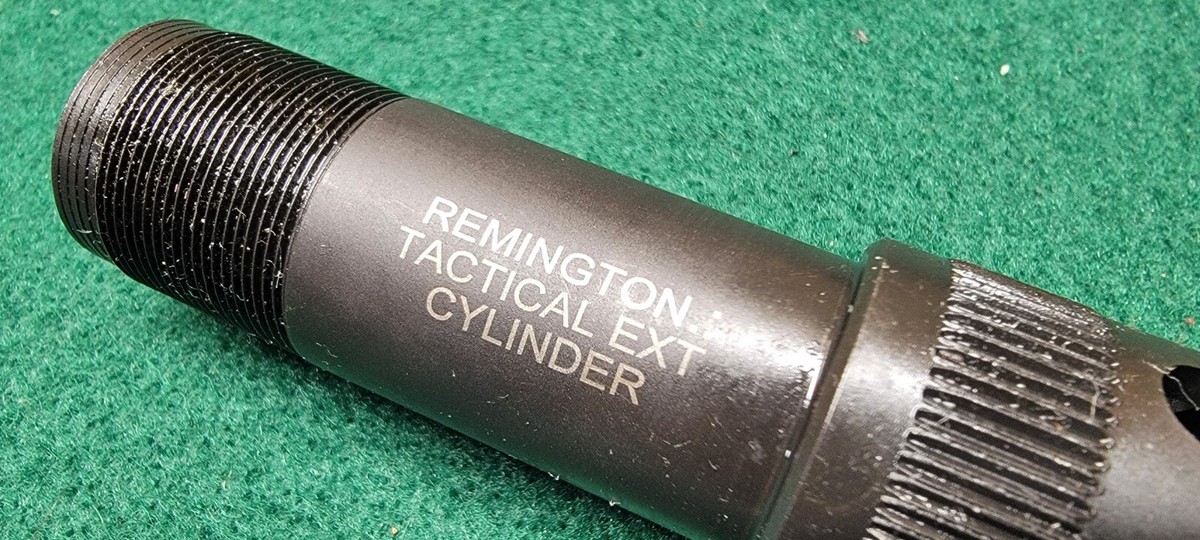 REMINGTON.
TACTICAL EXT
CYLINDER